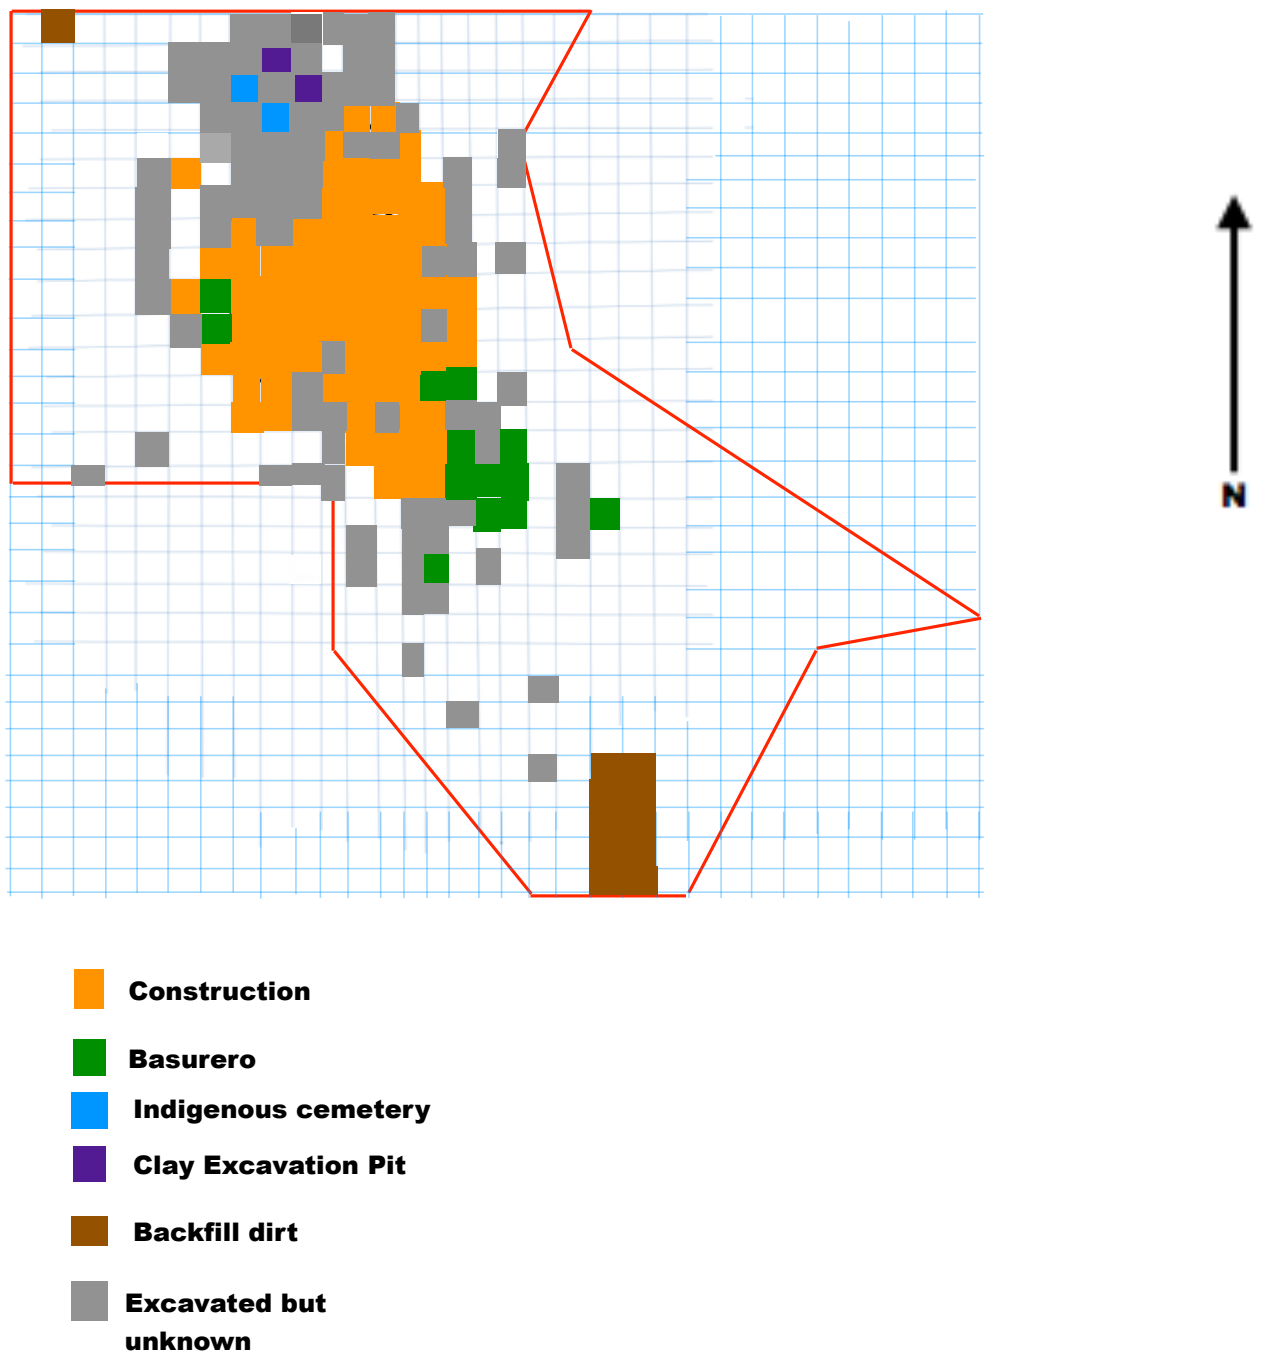 N
Construction
Basurero
Indigenous cemetery
Clay Excavation Pit
Backfill dirt
Excavated but
unknown